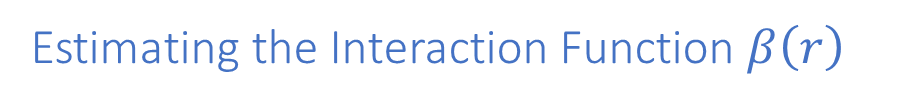 Estimating the Interaction Function β(r)